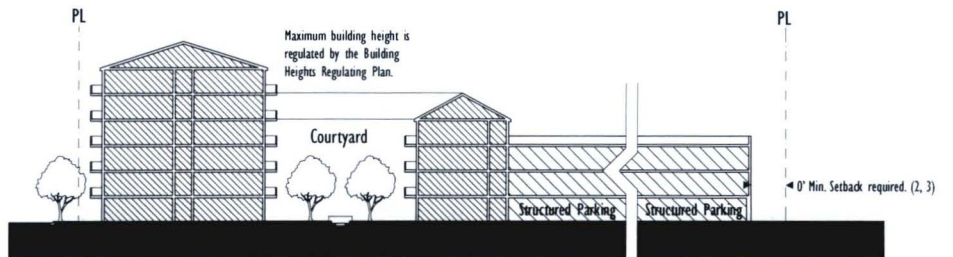 PL
PL
Maximum building height is
regulated by the Building
Heights Regulating Plan.
Courtyard
0' Min. Setback required. (2, 3)
Structured Parking
Structured Parking